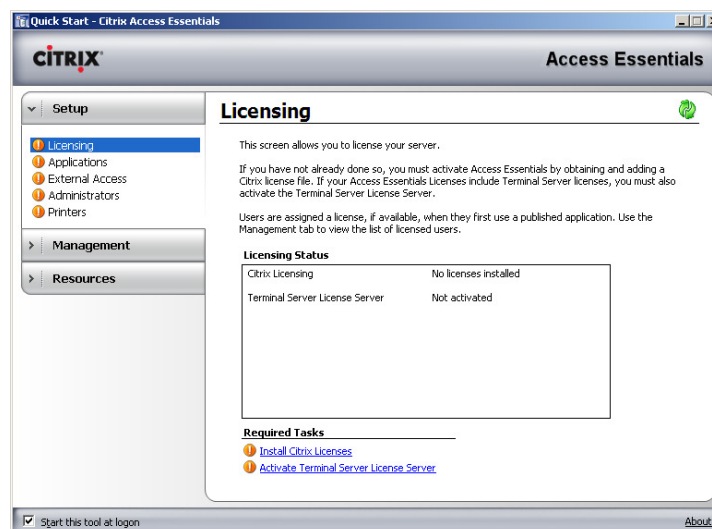 Quick Start - Citrix Access Essentials
CİTRİX
Access Essentials
Setup
Licensing
Applications
External Access
Administrators
Printers
Management
Resources
Licensing
This screen allows you to license your server.
If you have not already done so, you must activate Access Essentials by obtaining and adding a
Citrix license file. If your Access Essentials Licenses include Terminal Server licenses, you must also
activate the Terminal Server License Server.
Users are assigned a license, if available, when they first use a published application. Use the
Management tab to view the list of licensed users.
Licensing Status
Citrix Licensing No licenses installed
Terminal Server License Server Not activated
Required Tasks
Install Citrix Licenses
Activate Terminal Server License Server
Start this tool at logon
About